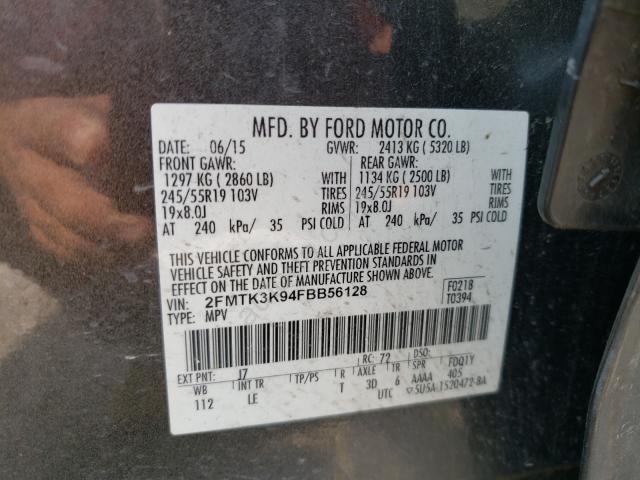 MFD. BY FORD MOTOR CO.
DATE: 06/15 GVWR: 2413 KG ( 5320 LB)
FRONT GAWR: REAR GAWR:
1297 KG ( 2860 LB) WITH 1134 KG ( 2500 LB) WITH
245/55R19 103V TIRES 245/55R19 103V TIRES
19x8.0J RIMS 19x8.0J RIMS
AT 240 kPa/ 35 PSI COLD AT 240 kPa/ 35 PSI COLD
THIS VEHICLE CONFORMS TO ALL APPLICABLE FEDERAL MOTOR
VEHICLE SAFETY AND THEFT PREVENTION STANDARDS IN
EFFECT ON THE DATE OF MANUFACTURE SHOWN ABOVE.
VIN: 2FMTK3K94FBB56128 F0218
TYPE: MPV T0394
EXT PNT: J7 RC: 72 DSO:
WB INT TR TP/PS R AXLE TR SPR FDQ1Y
112 LE T 3D 6 AAAA 405
UTC 5U5A-1520472-BA